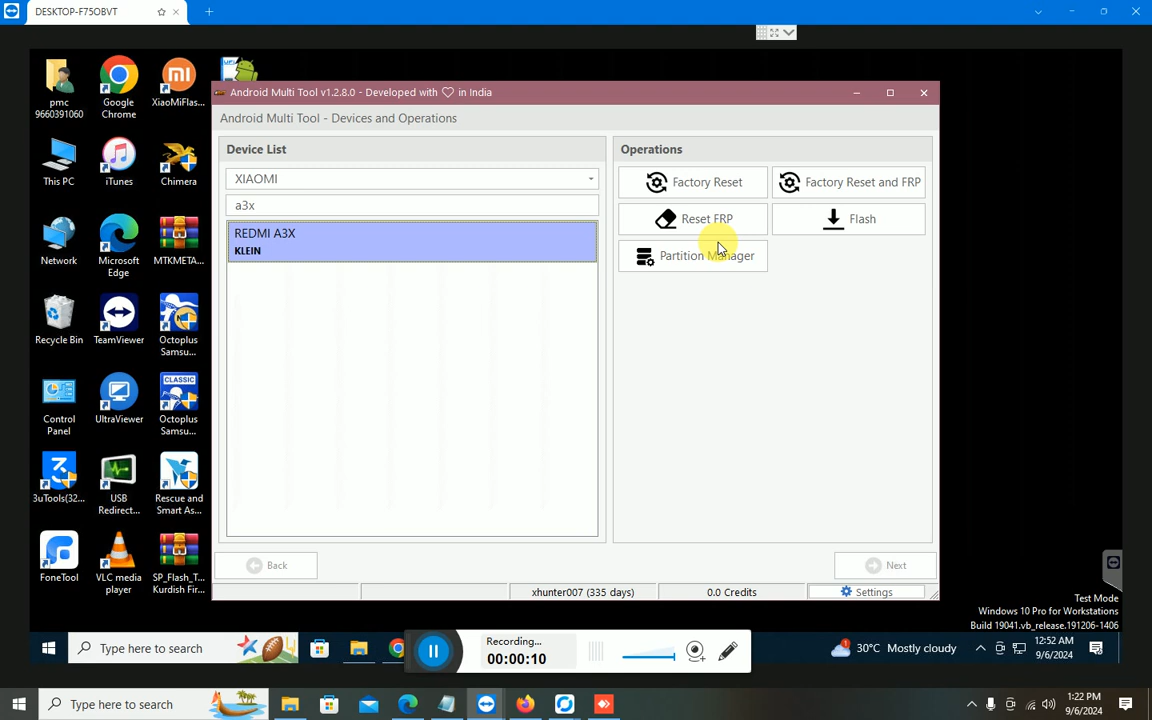 DESKTOP-F75OBVT
pmc
9660391060
Google
Chrome
XiaoMiFlas...
This PC
iTunes
Chimera
Network
Microsoft
Edge
MTKMETA...
Recycle Bin
TeamViewer
Octoplus
Samsu...
Control
Panel
UltraViewer
CLASSIC
Octoplus
Samsu...
3uTools(32...
USB
Redirect...
Rescue and
Smart As...
FoneTool
VLC media
player
SP_Flash_T...
Kurdish Fir...
Android Multi Tool v1.2.8.0 - Developed with ♡ in India
Android Multi Tool - Devices and Operations
Device List
XIAOMI
a3x
REDMI A3X
KLEIN
Operations
Factory Reset
Factory Reset and FRP
Reset FRP
Flash
Partition Manager
Back
Next
xhunter007 (335 days)
0.0 Credits
Settings
Test Mode
Windows 10 Pro for Workstations
Build 19041.vb_release.191206-1406
Type here to search
Recording...
00:00:10
30°C Mostly cloudy
12:52 AM
9/6/2024
Type here to search
1:22 PM
9/6/2024